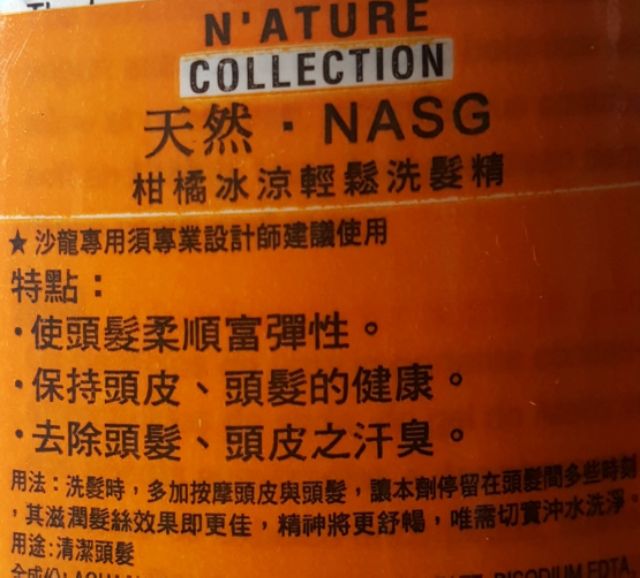 N'ATURE
COLLECTION
天然·NASG
柑橘冰涼輕鬆洗髮精
★沙龍專用須專業設計師建議使用
特點：
·使頭髮柔順富彈性。
·保持頭皮、頭髮的健康。
·去除頭髮、頭皮之汗臭。
用法：洗髮時，多加按摩頭皮與頭髮，讓本劑停留在頭髮間多些時刻
，其滋潤髮絲效果即更佳，精神將更舒暢，唯需切實沖水洗淨
用途:清潔頭髮
全成份: DISODIUM EDTA,